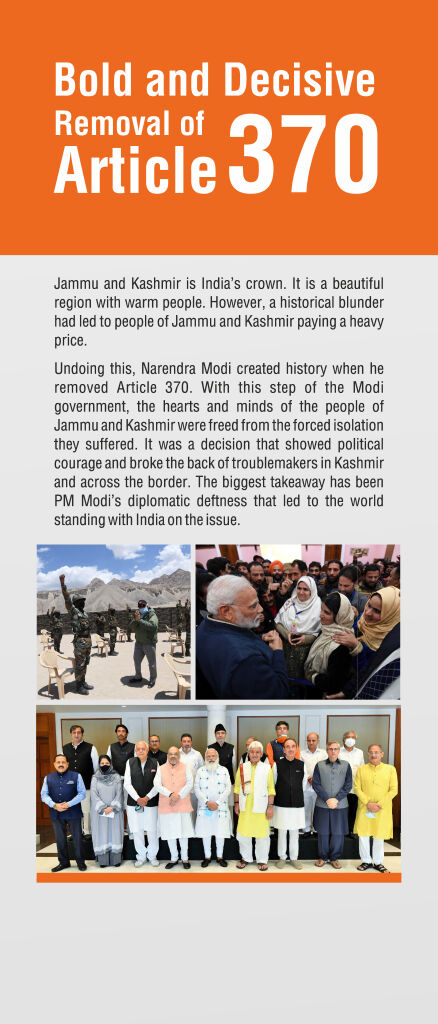 Bold and Decisive
Removal of
Article 370
Jammu and Kashmir is India's crown. It is a beautiful
region with warm people. However, a historical blunder
had led to people of Jammu and Kashmir paying a heavy
price.
Undoing this, Narendra Modi created history when he
removed Article 370. With this step of the Modi
government, the hearts and minds of the people of
Jammu and Kashmir were freed from the forced isolation
they suffered. It was a decision that showed political
courage and broke the back of troublemakers in Kashmir
and across the border. The biggest takeaway has been
PM Modi's diplomatic deftness that led to the world
standing with India on the issue.